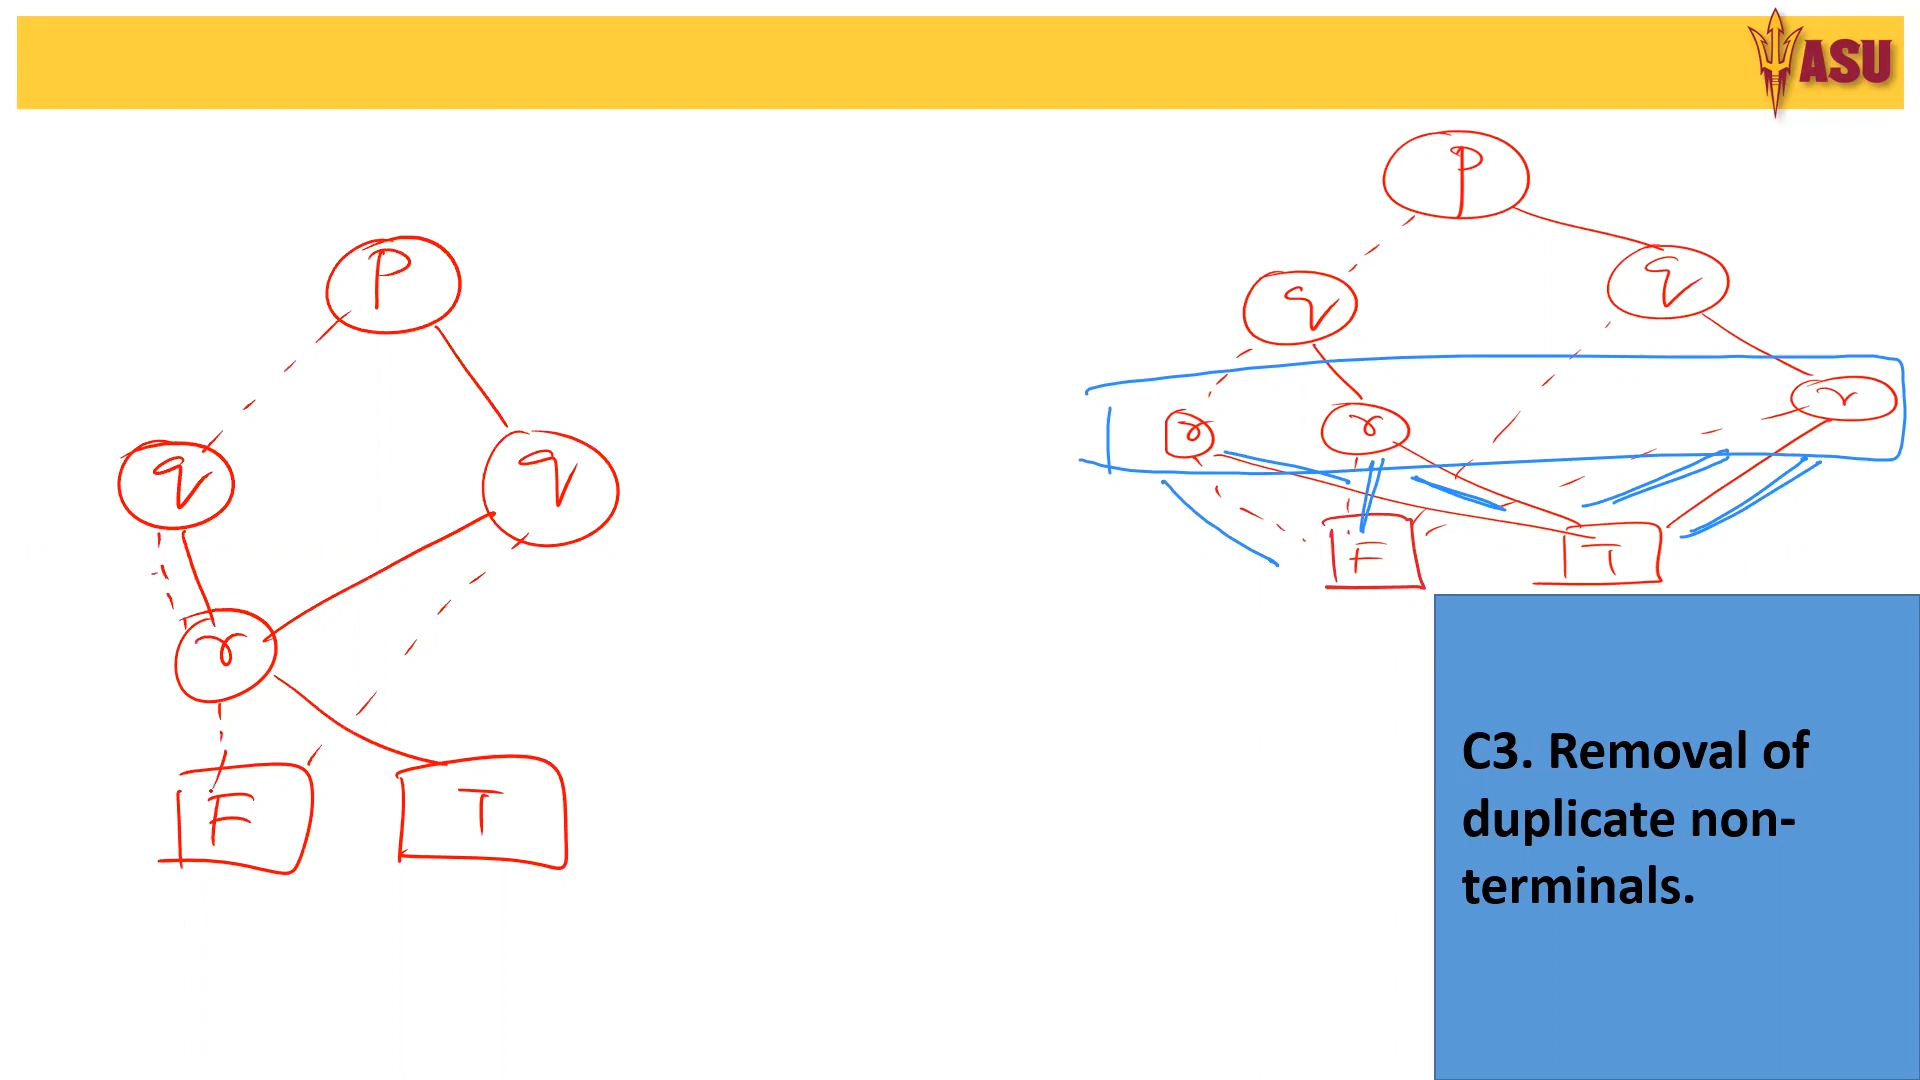 ASU
P
q
q
r
F
T
P
q
q
r
r
r
F
T
C3. Removal of
duplicate non-
terminals.